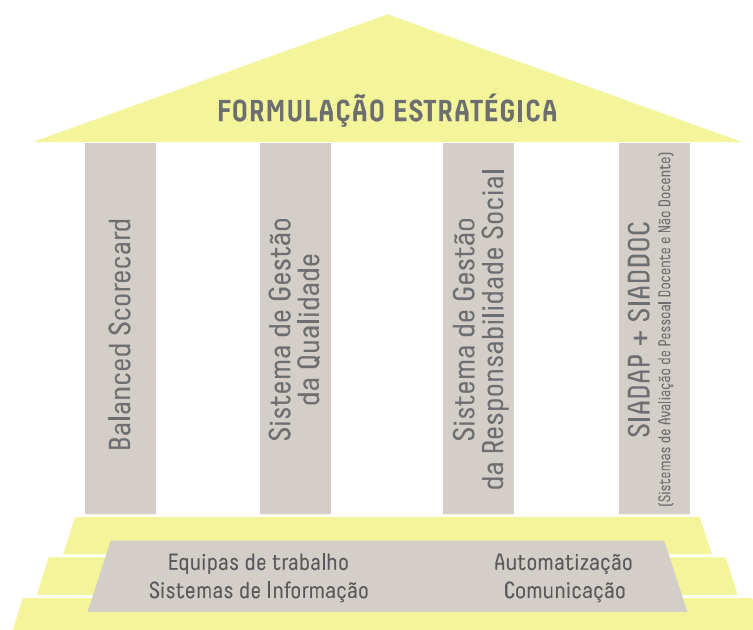 FORMULAÇÃO ESTRATÉGICA
Balanced Scorecard
Sistema de Gestão
da Qualidade
Sistema de Gestão
da Responsabilidade Social
SIADAP + SIADDOC
(Sistemas de Avaliação de Pessoal Docente e Não Docente)
Equipas de trabalho
Sistemas de Informação
Automatização
Comunicação